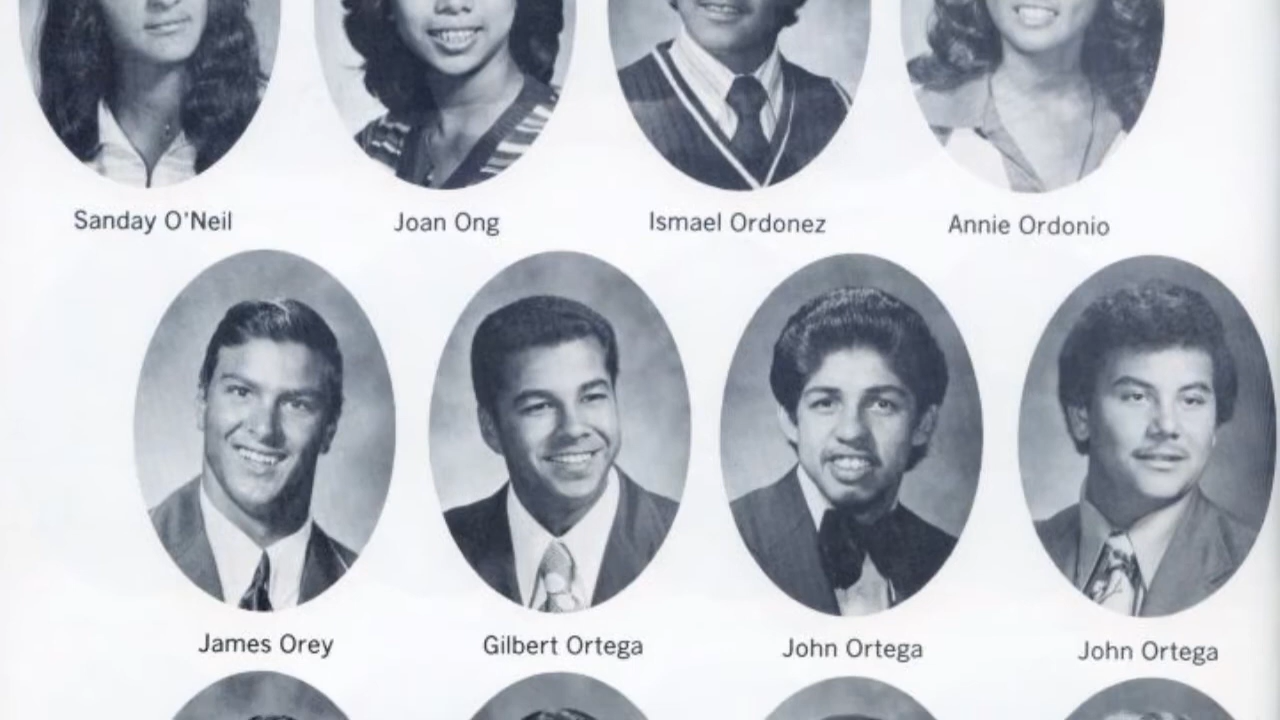 Sanday O'Neil
Joan Ong
Ismael Ordonez
Annie Ordonio
James Orey
Gilbert Ortega
John Ortega
John Ortega